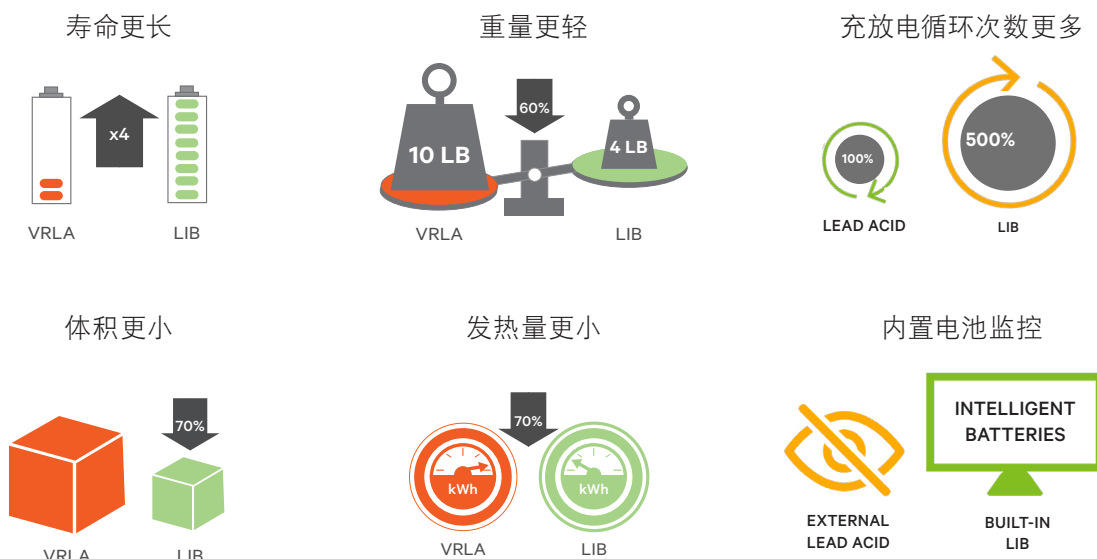 寿命更长
重量更轻
充放电循环次数更多
x4
VRLA
LIB
60%
10 LB
4 LB
VRLA
LIB
100%
500%
LEAD ACID
LIB
体积更小
发热量更小
内置电池监控
70%
VRLA
LIB
70%
kWh
kWh
VRLA
LIB
INTELLIGENT
BATTERIES
EXTERNAL
LEAD ACID
BUILT-IN
LIB